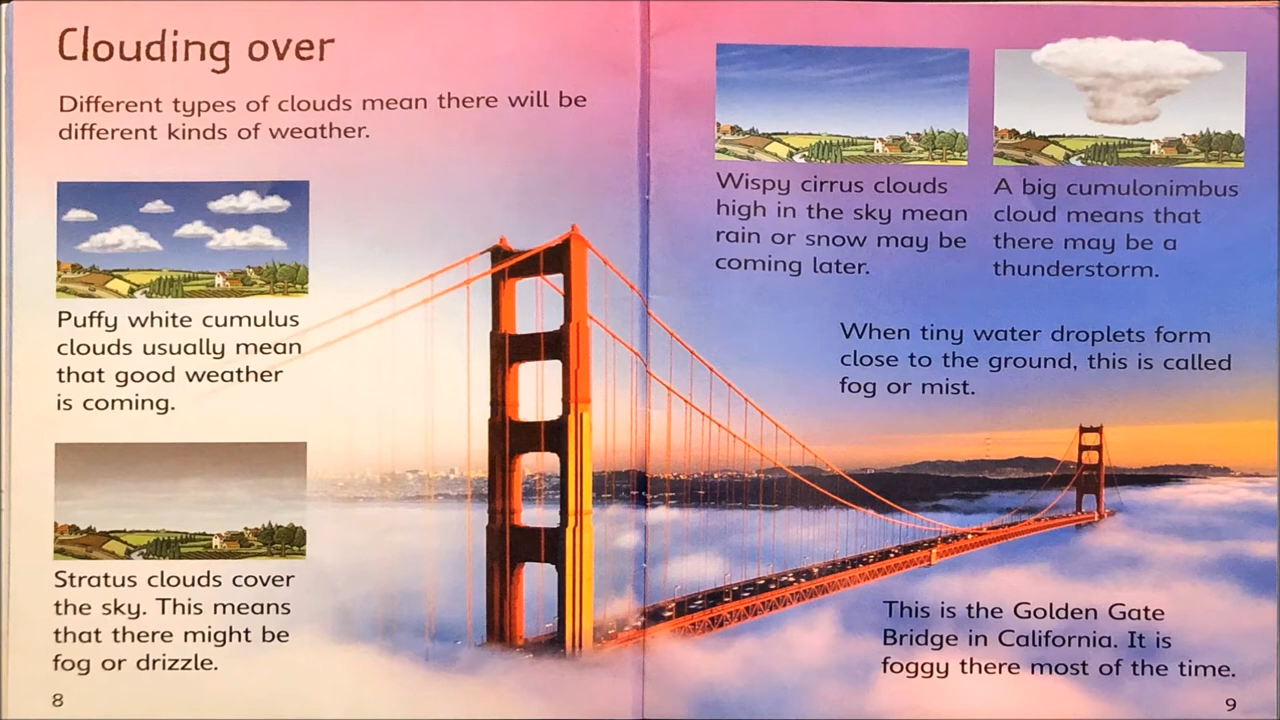 Clouding over
Different types of clouds mean there will be
different kinds of weather.
Puffy white cumulus
clouds usually mean
that good weather
is coming.
Stratus clouds cover
the sky. This means
that there might be
fog or drizzle.
8
Wispy cirrus clouds
high in the sky mean
rain or snow may be
coming later.
A big cumulonimbus
cloud means that
there may be a
thunderstorm.
When tiny water droplets form
close to the ground, this is called
fog or mist.
This is the Golden Gate
Bridge in California. It is
foggy there most of the time.
9